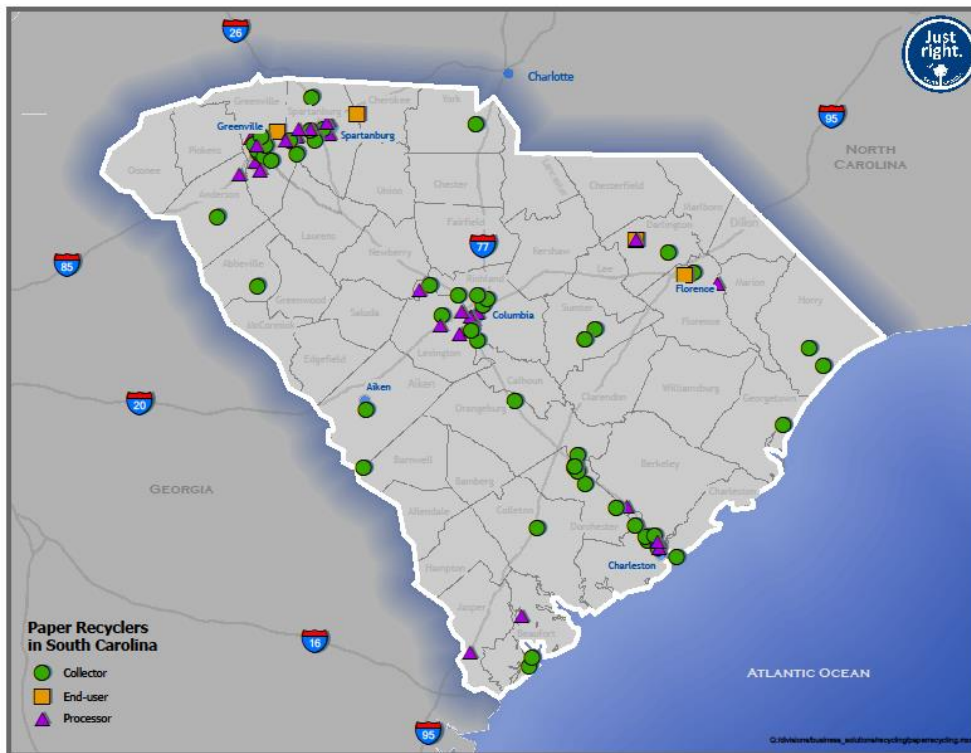 26
Just
right.
Charlotte
95
NORTH
CAROLINA
Greenville
Spartanburg
Cherokee
York
Greenville
Spartanburg
Pickens
Oconee
Union
Chester
Chesterfield
Marlboro
Anderson
Darlington
Dillon
Laurens
Fairfield
77
85
Newberry
Kershaw
Lee
Marion
Abbeville
Richland
Florence
Horry
Greenwood
Saluda
Sumter
Florence
McCormick
Columbia
Edgefield
Lexington
20
Aiken
Aiken
Calhoun
Clarendon
Williamsburg
Georgetown
Orangeburg
Barnwell
Berkeley
GEORGIA
Bamberg
Charleston
Allendale
Colleton
Dorchester
Hampton
Charleston
Jasper
Beaufort
16
Paper Recyclers
in South Carolina
Collector
End-user
Processor
ATLANTIC OCEAN
95